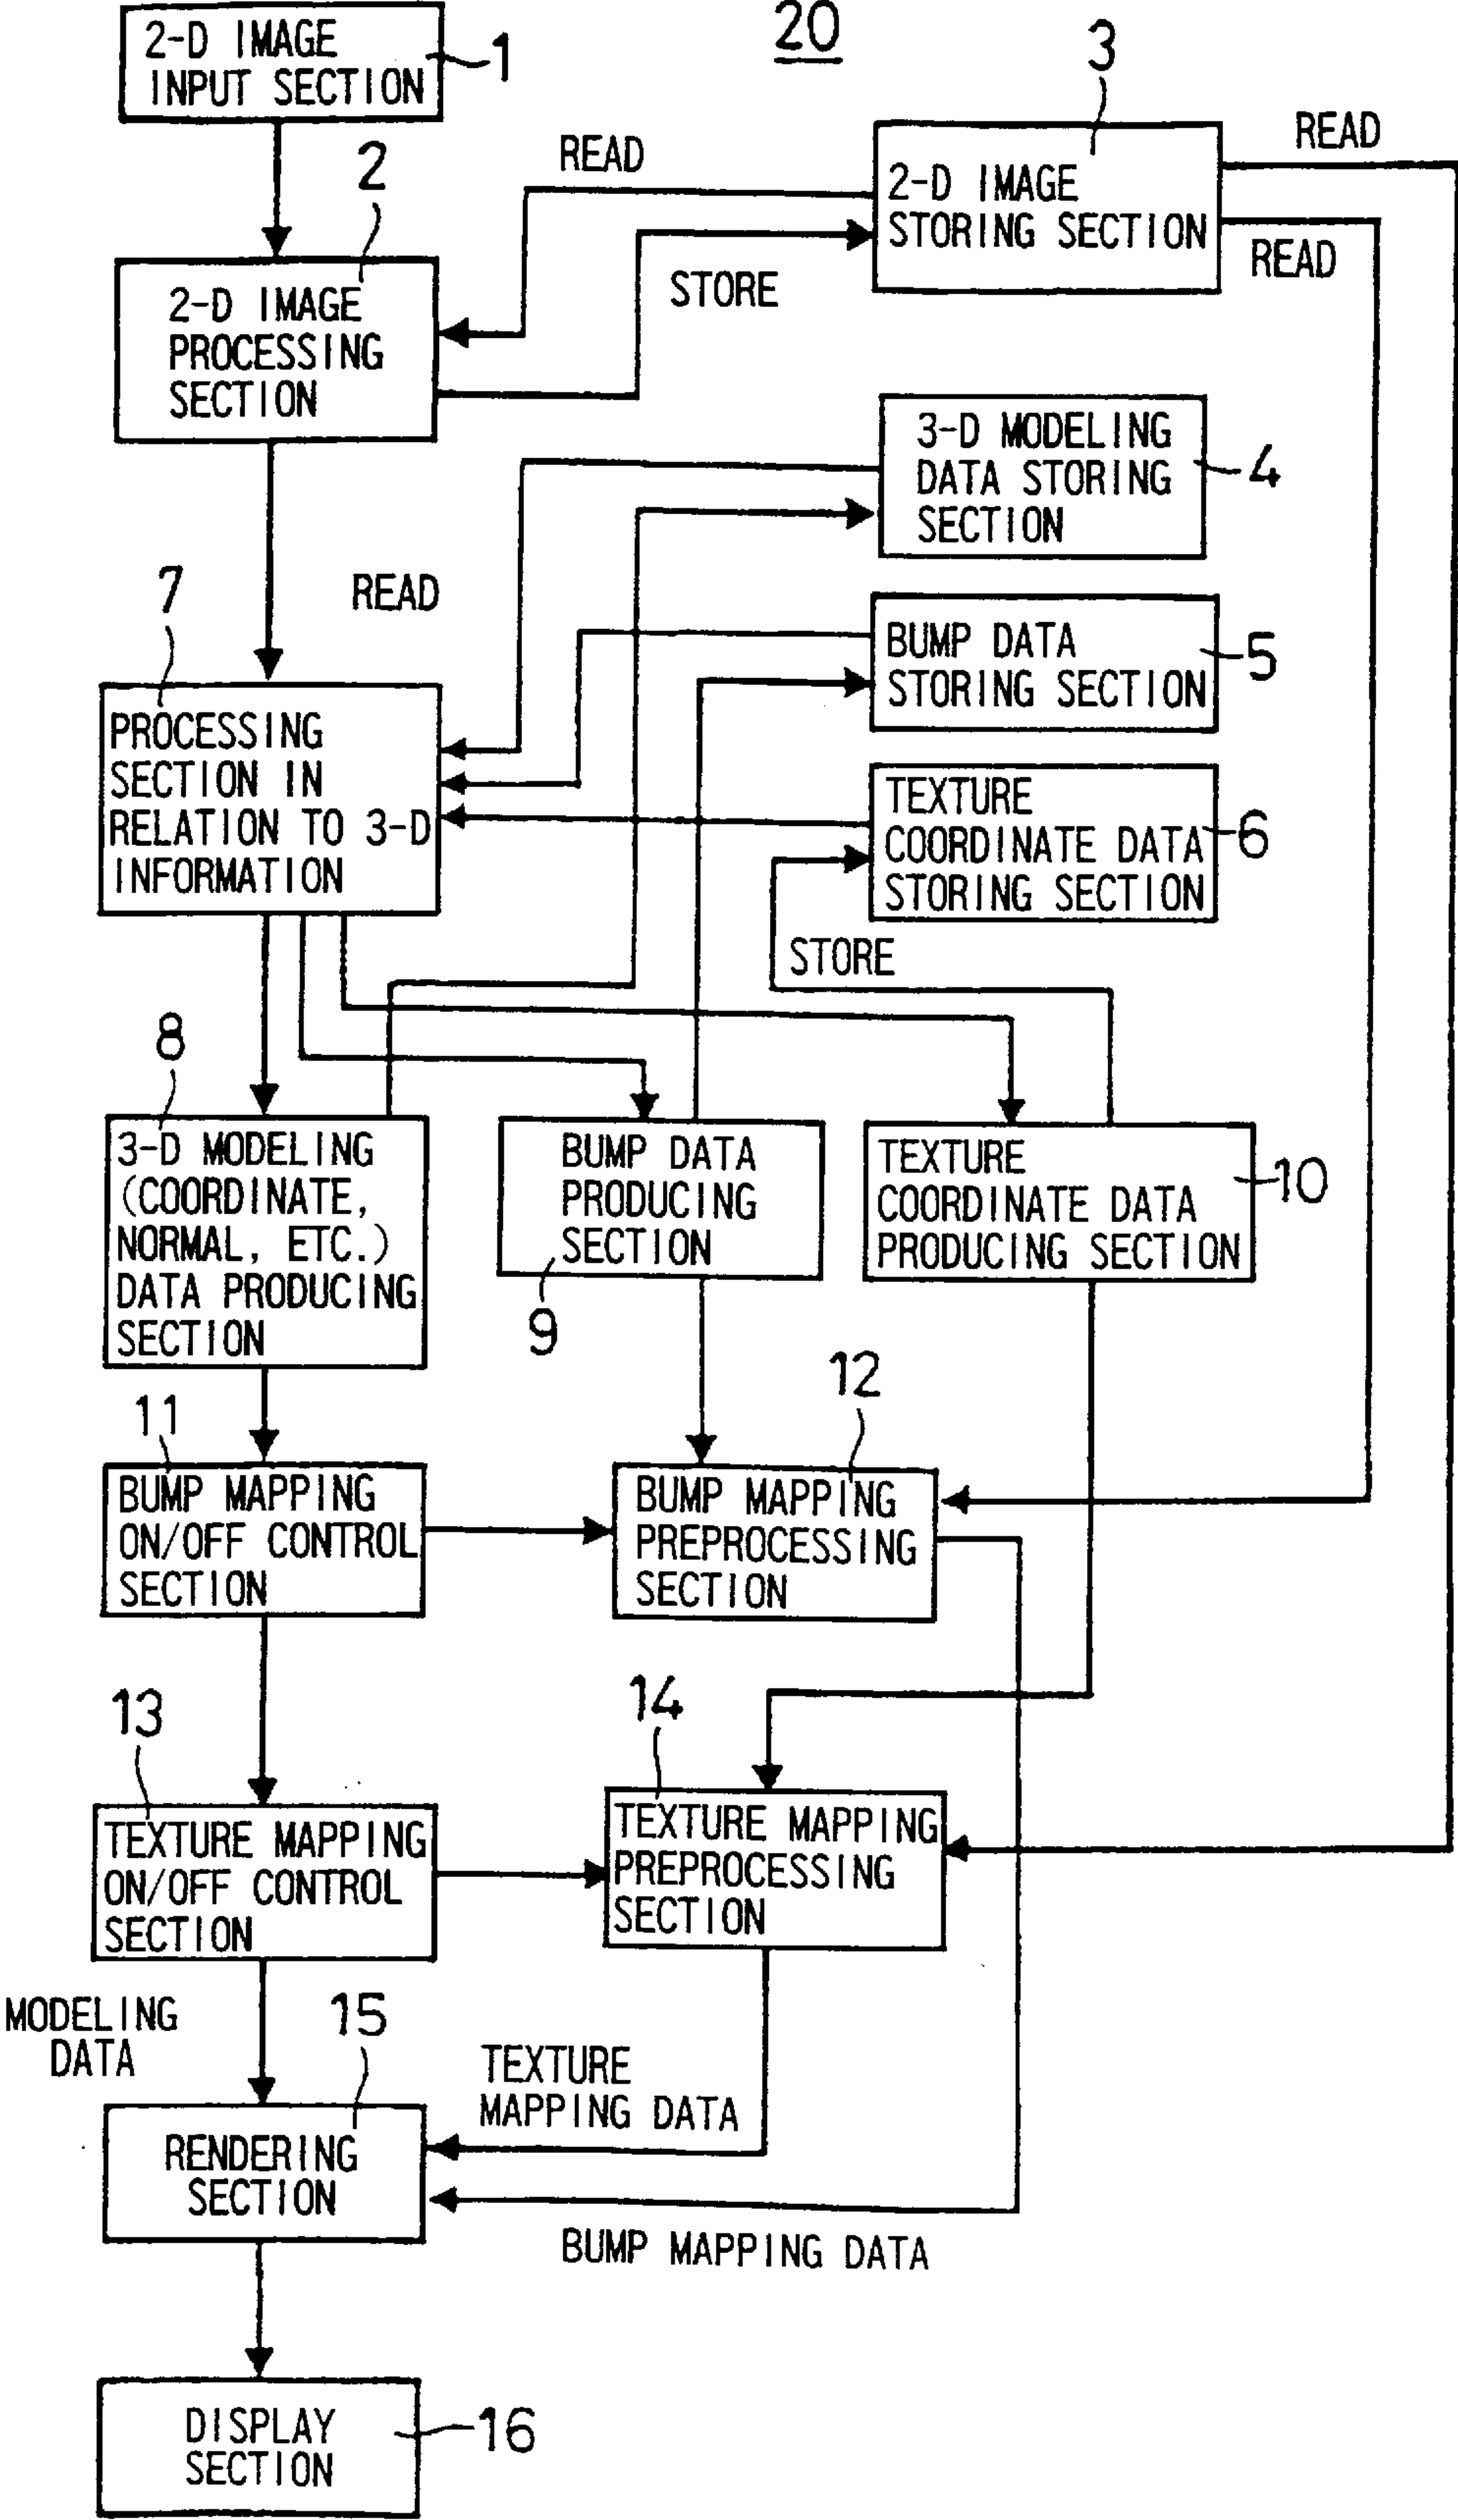 20
2-D IMAGE
INPUT SECTION
1
3
READ
READ
2
2-D IMAGE
STORING SECTION
READ
STORE
2-D IMAGE
PROCESSING
SECTION
3-D MODELING
DATA STORING
SECTION
4
7
READ
BUMP DATA
STORING SECTION
5
PROCESSING
SECTION IN
RELATION TO 3-D
INFORMATION
TEXTURE
COORDINATE DATA
STORING SECTION
6
STORE
8
3-D MODELING
(COORDINATE,
NORMAL, ETC.)
DATA PRODUCING
SECTION
BUMP DATA
PRODUCING
SECTION
9
TEXTURE
COORDINATE DATA
PRODUCING SECTION
10
11
BUMP MAPPING
ON/OFF CONTROL
SECTION
12
BUMP MAPPING
PREPROCESSING
SECTION
13
TEXTURE MAPPING
ON/OFF CONTROL
SECTION
14
TEXTURE MAPPING
PREPROCESSING
SECTION
MODELING
DATA
15
TEXTURE
MAPPING DATA
RENDERING
SECTION
BUMP MAPPING DATA
DISPLAY
SECTION
16